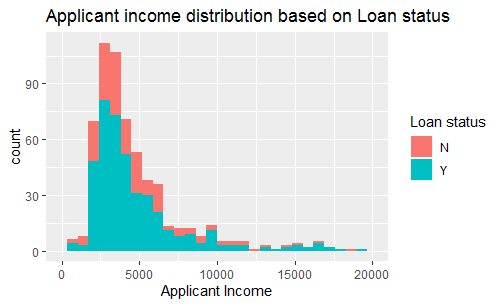 Applicant income distribution based on Loan status
90
60
30
0
count
0 5000 10000 15000 20000
Applicant Income
Loan status
N
Y